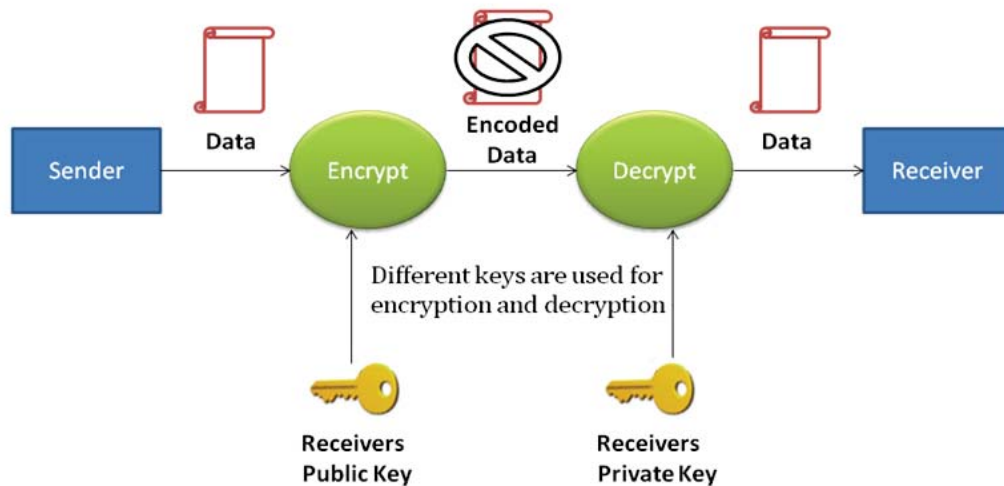 Data
Encoded
Data
Data
Sender
Encrypt
Decrypt
Receiver
Different keys are used for
encryption and decryption
Receivers
Public Key
Receivers
Private Key